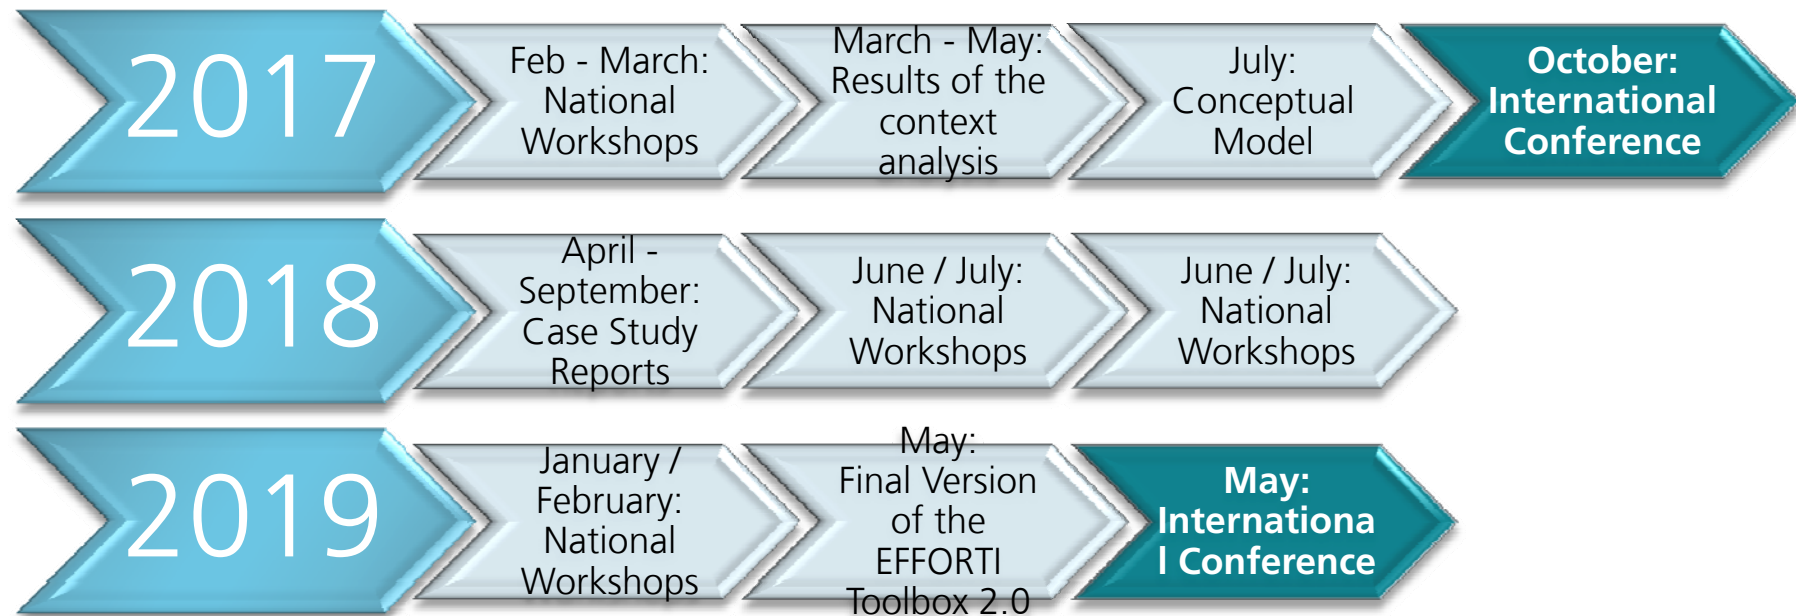 2017
Feb - March:
National
Workshops
March - May:
Results of the
context
analysis
July:
Conceptual
Model
October:
International
Conference
2018
April -
September:
Case Study
Reports
June / July:
National
Workshops
June / July:
National
Workshops
2019
January /
February:
National
Workshops
May:
Final Version
of the
EFFORTI
Toolbox 2.0
May:
Internationa
l Conference